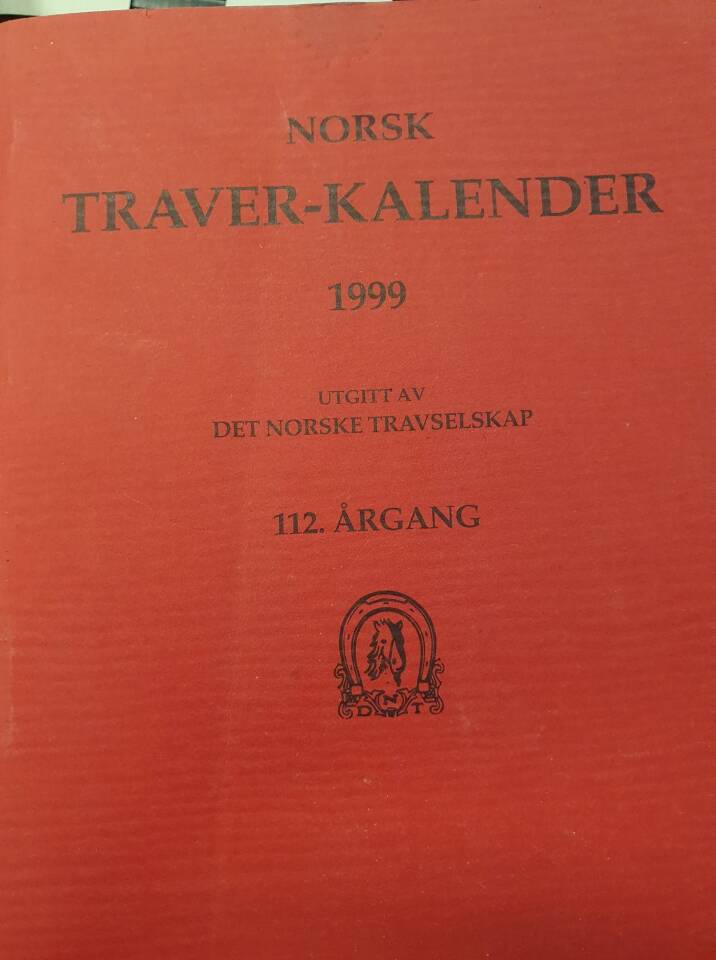 NORSK
TRAVER-KALENDER
1999
UTGITT AV
DET NORSKE TRAVSELSKAP
112. ÅRGANG
D N T